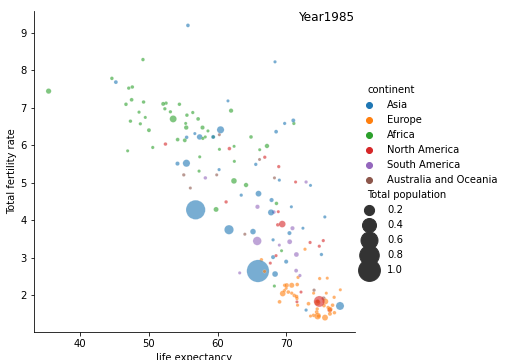 Year1985
9
8
7
6
5
4
3
2
Total fertility rate
40
50
60
70
life expectancy
continent
Asia
Europe
Africa
North America
South America
Australia and Oceania
Total population
0.2
0.4
0.6
0.8
1.0